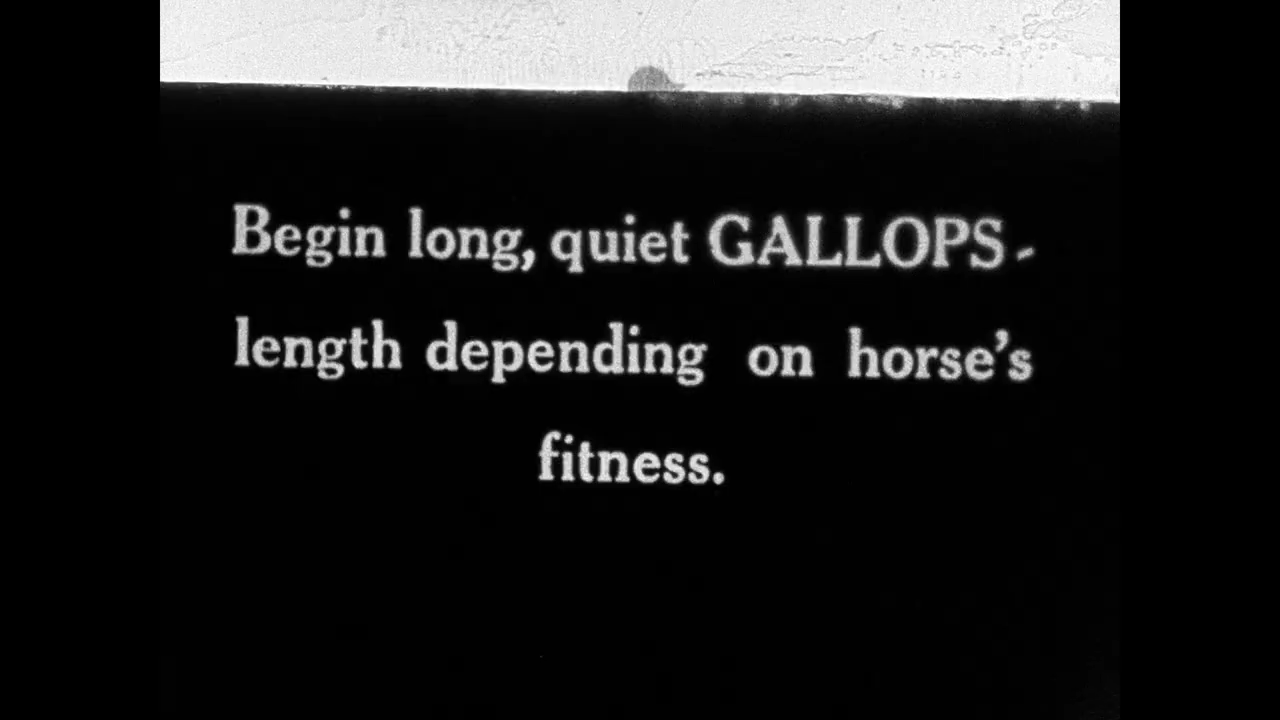 Begin long, quiet GALLOPS -
length depending on horse's
fitness.